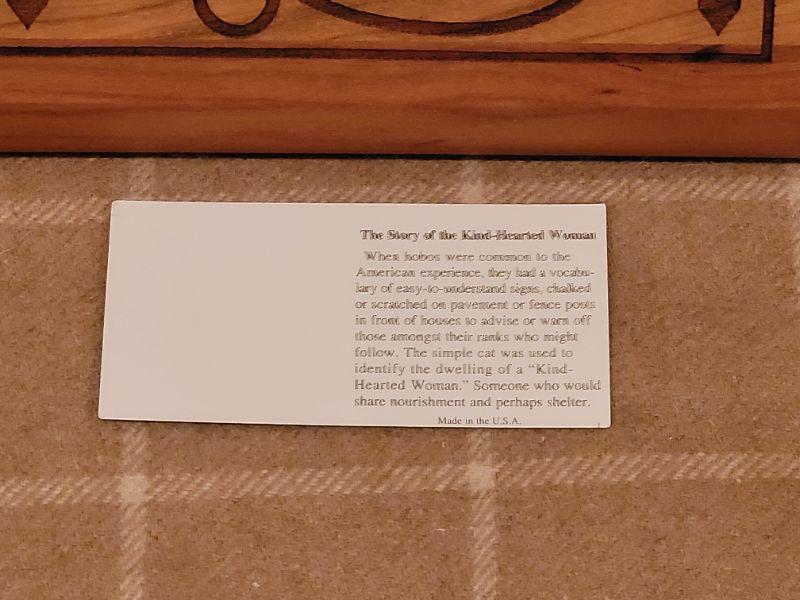 The Story of the Kind-Hearted Woman
When hobos were common to the
American experience, they had a vocabu-
lary of easy-to-understand signs, chalked
or scratched on pavement or fence posts
in front of houses to advise or warn off
those amongst their ranks who might
follow. The simple cat was used to
identify the dwelling of a “Kind-
Hearted Woman.” Someone who would
share nourishment and perhaps shelter.
Made in the U.S.A.